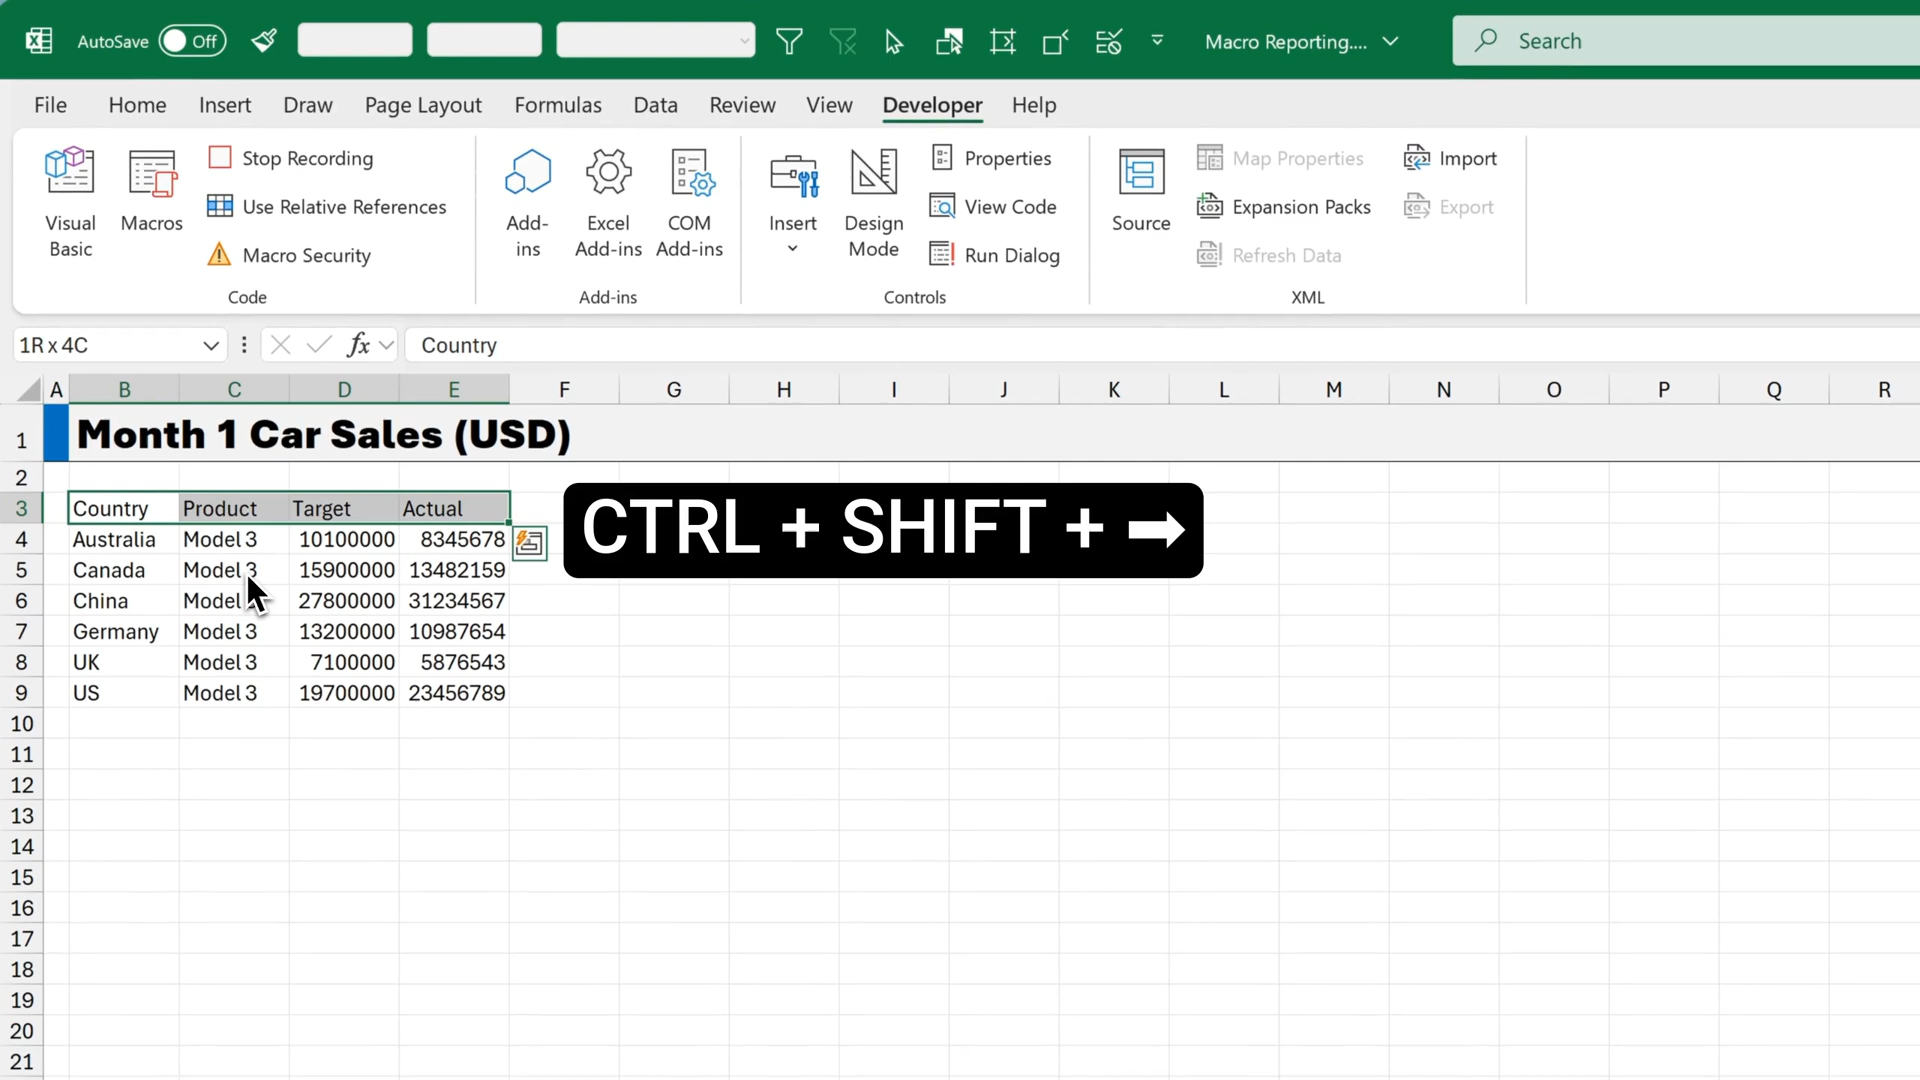 AutoSave Off Macro Reporting.... Search
File Home Insert Draw Page Layout Formulas Data Review View Developer Help
Visual Basic
Macros
Stop Recording
Use Relative References
Macro Security
Code
Add-ins
Excel Add-ins
COM Add-ins
Add-ins
Insert
Design Mode
Properties
View Code
Run Dialog
Controls
Source
Map Properties
Expansion Packs
Refresh Data
Import
Export
XML
1R x 4C fx Country
A B C D E F G H I J K L M N O P Q R
1 Month 1 Car Sales (USD)
2
3 Country Product Target Actual
CTRL + SHIFT + ➡
4 Australia Model 3 10100000 8345678
5 Canada Model 3 15900000 13482159
6 China Model 27800000 31234567
7 Germany Model 3 13200000 10987654
8 UK Model 3 7100000 5876543
9 US Model 3 19700000 23456789
10
11
12
13
14
15
16
17
18
19
20
21